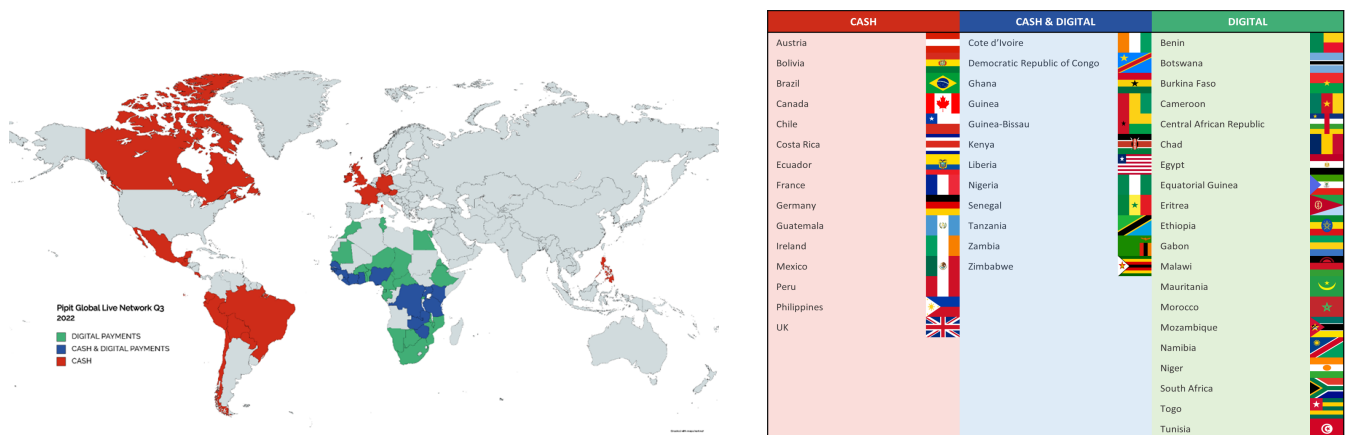 Pipit Global Live Network Q3
2022
DIGITAL PAYMENTS
CASH & DIGITAL PAYMENTS
CASH
CASH
Austria
Bolivia
Brazil
Canada
Chile
Costa Rica
Ecuador
France
Germany
Guatemala
Ireland
Mexico
Peru
Philippines
UK
CASH & DIGITAL
Cote d'Ivoire
Democratic Republic of Congo
Ghana
Guinea
Guinea-Bissau
Kenya
Liberia
Nigeria
Senegal
Tanzania
Zambia
Zimbabwe
DIGITAL
Benin
Botswana
Burkina Faso
Cameroon
Central African Republic
Chad
Egypt
Equatorial Guinea
Eritrea
Ethiopia
Gabon
Malawi
Mauritania
Morocco
Mozambique
Namibia
Niger
South Africa
Togo
Tunisia